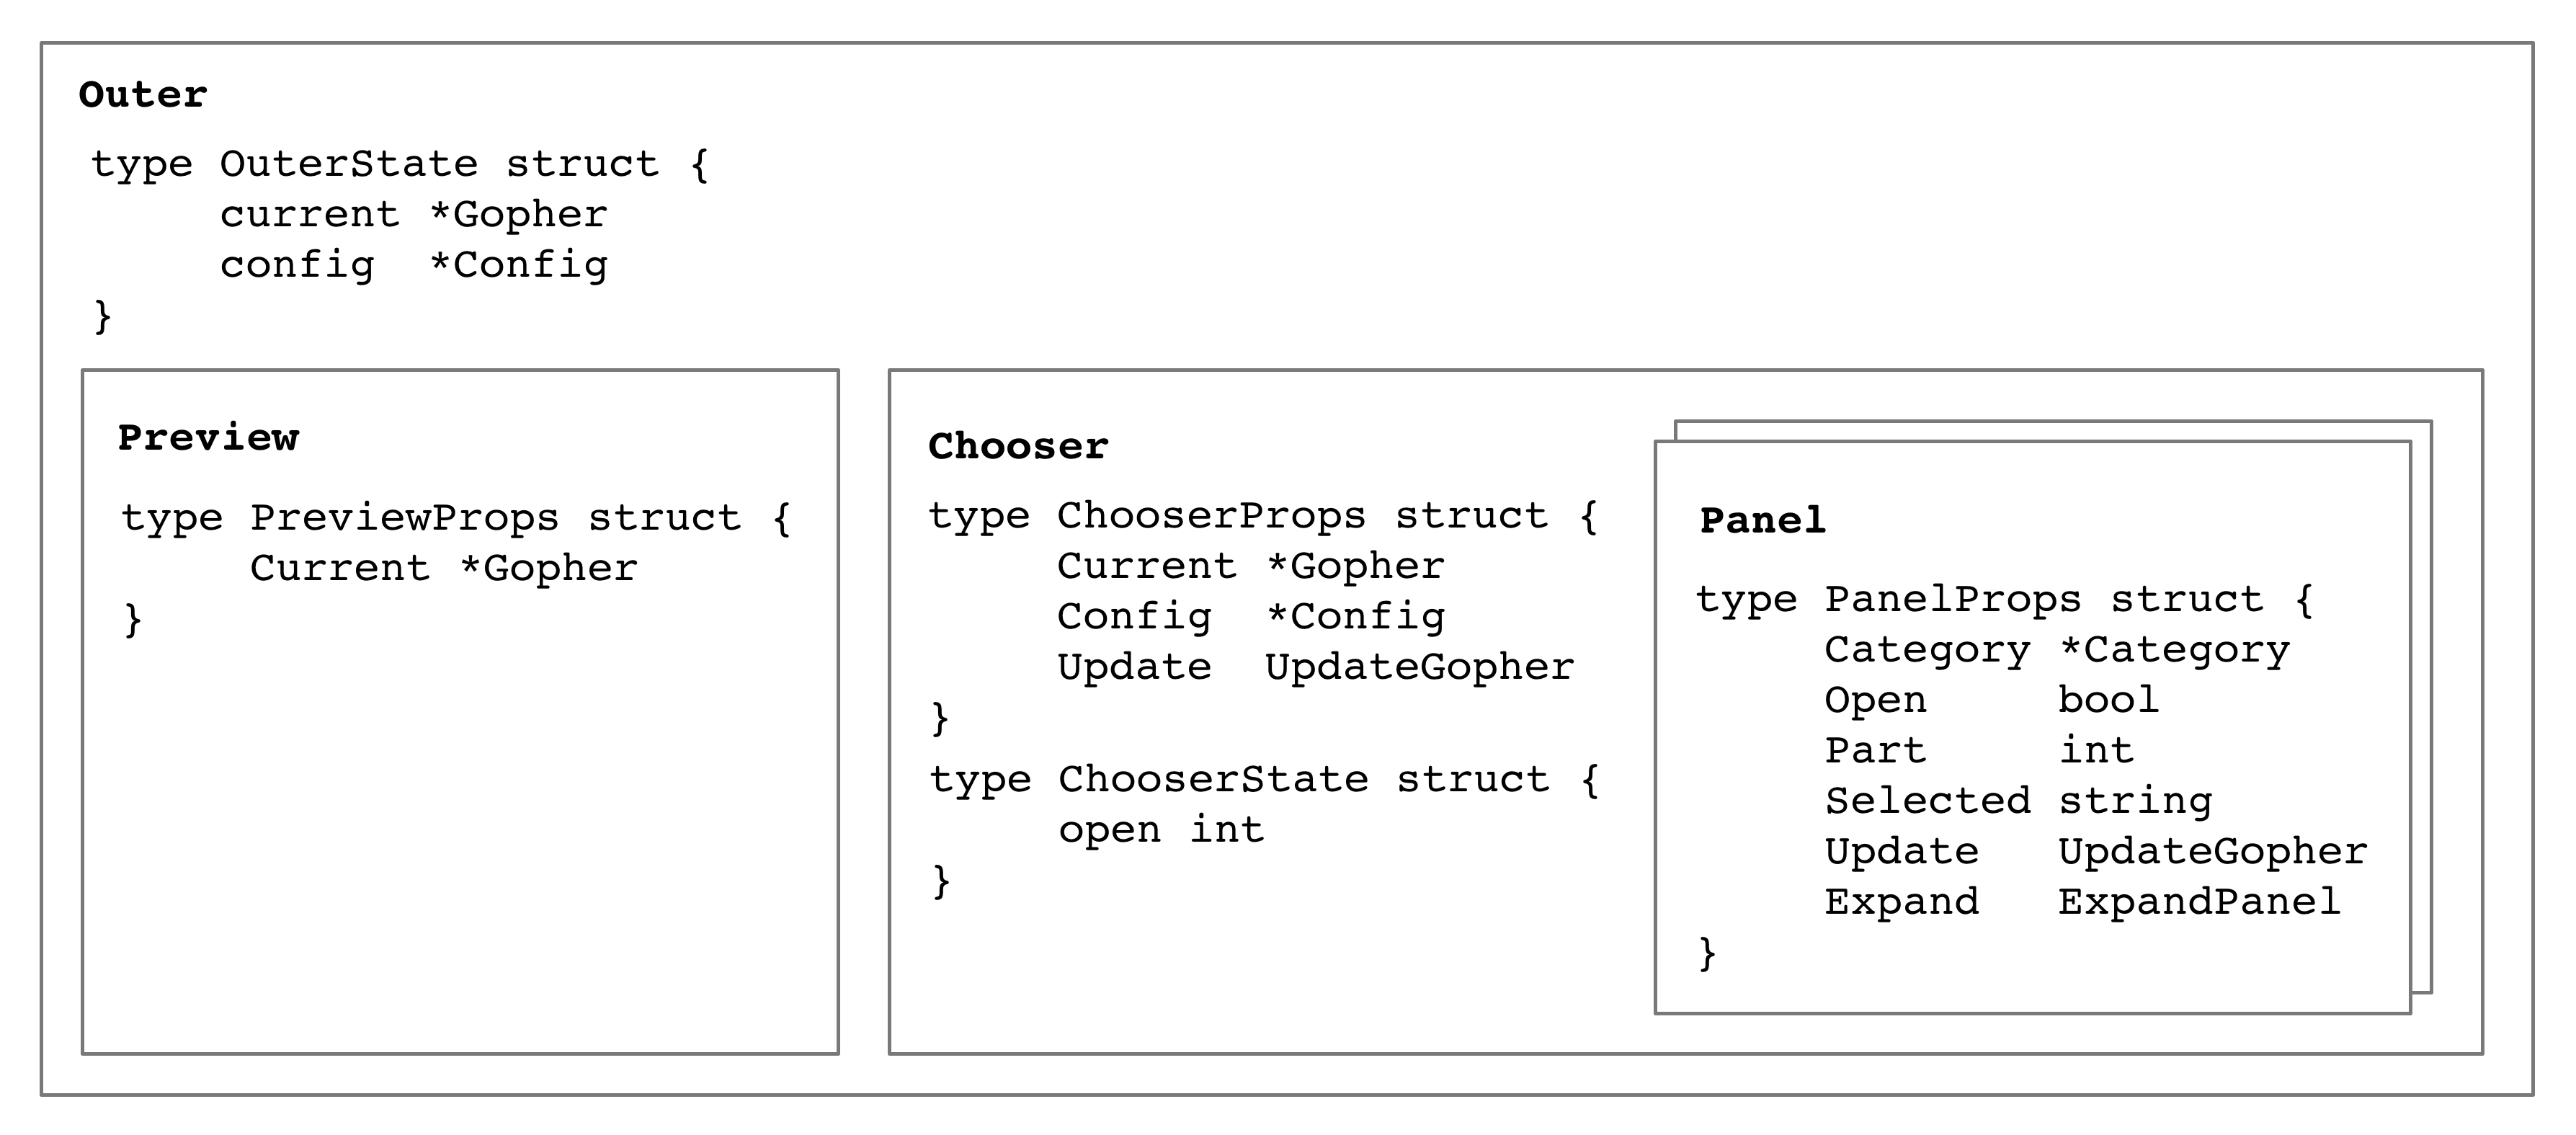 Outer
type OuterState struct {
     current *Gopher
     config  *Config
}
Preview
type PreviewProps struct {
     Current *Gopher
}
Chooser
type ChooserProps struct {
     Current *Gopher
     Config  *Config
     Update  UpdateGopher
}
type ChooserState struct {
     open int
}
Panel
type PanelProps struct {
     Category *Category
     Open     bool
     Part     int
     Selected string
     Update   UpdateGopher
     Expand   ExpandPanel
}